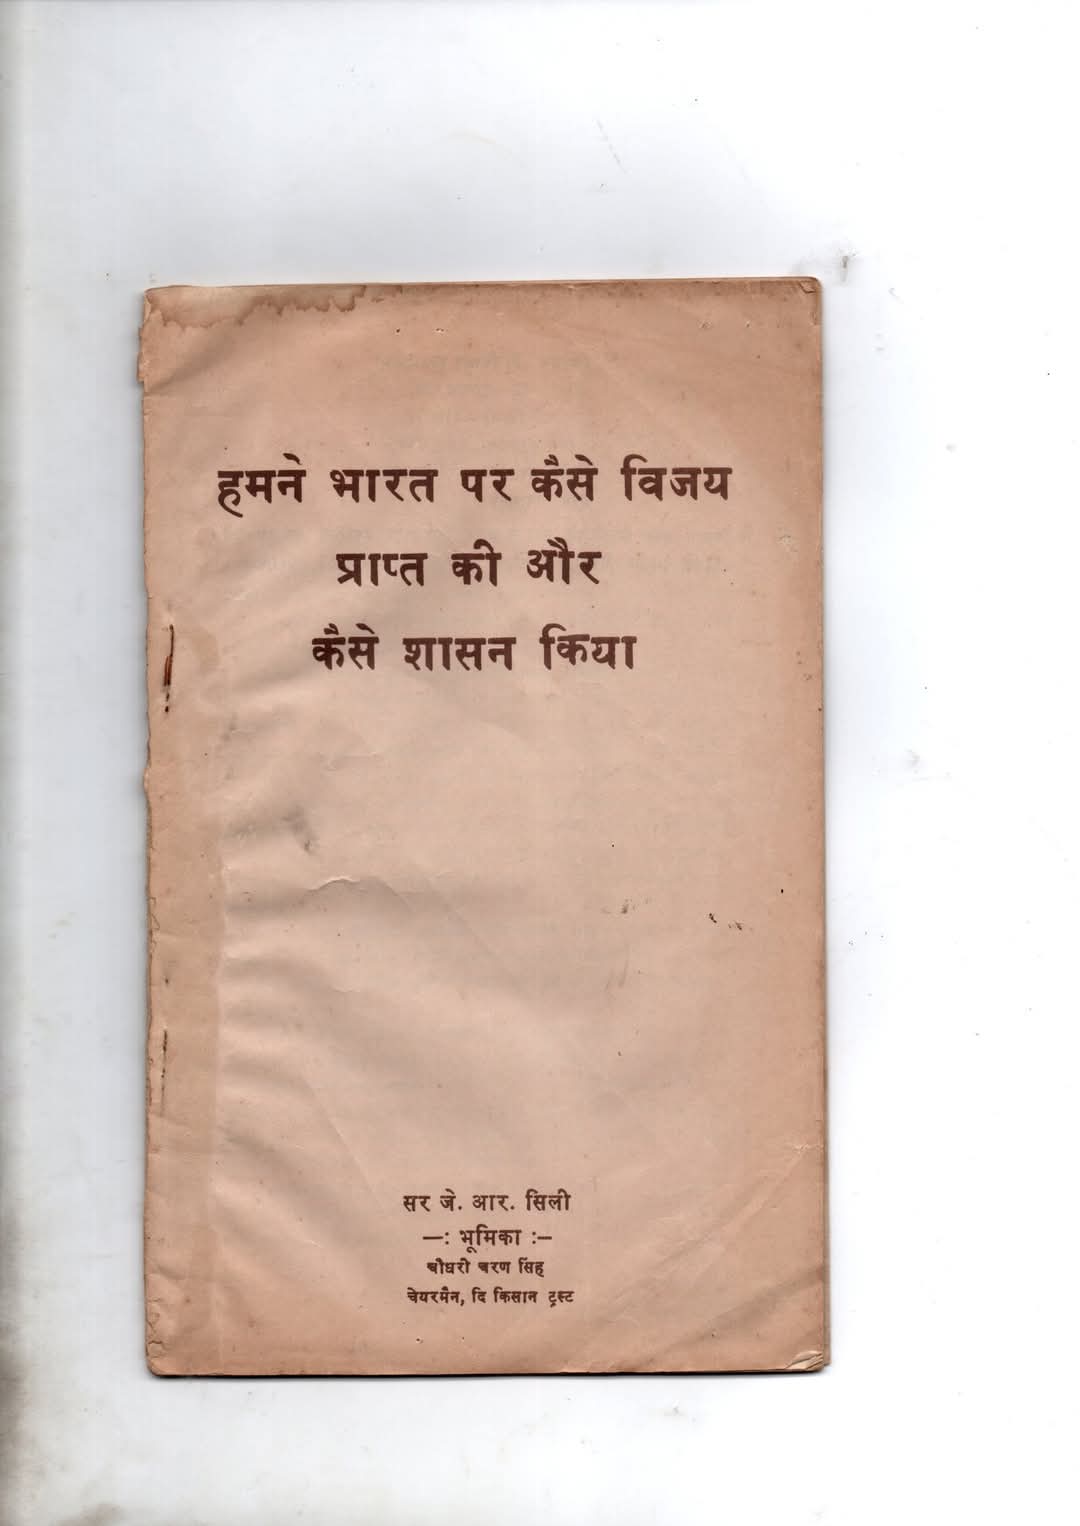 हमने भारत पर कैसे विजय
प्राप्त की और
कैसे शासन किया
सर जे. आर. सिली
—: भूमिका :—
चौधरी चरण सिंह
चेयरमैन, दि किसान ट्रस्ट